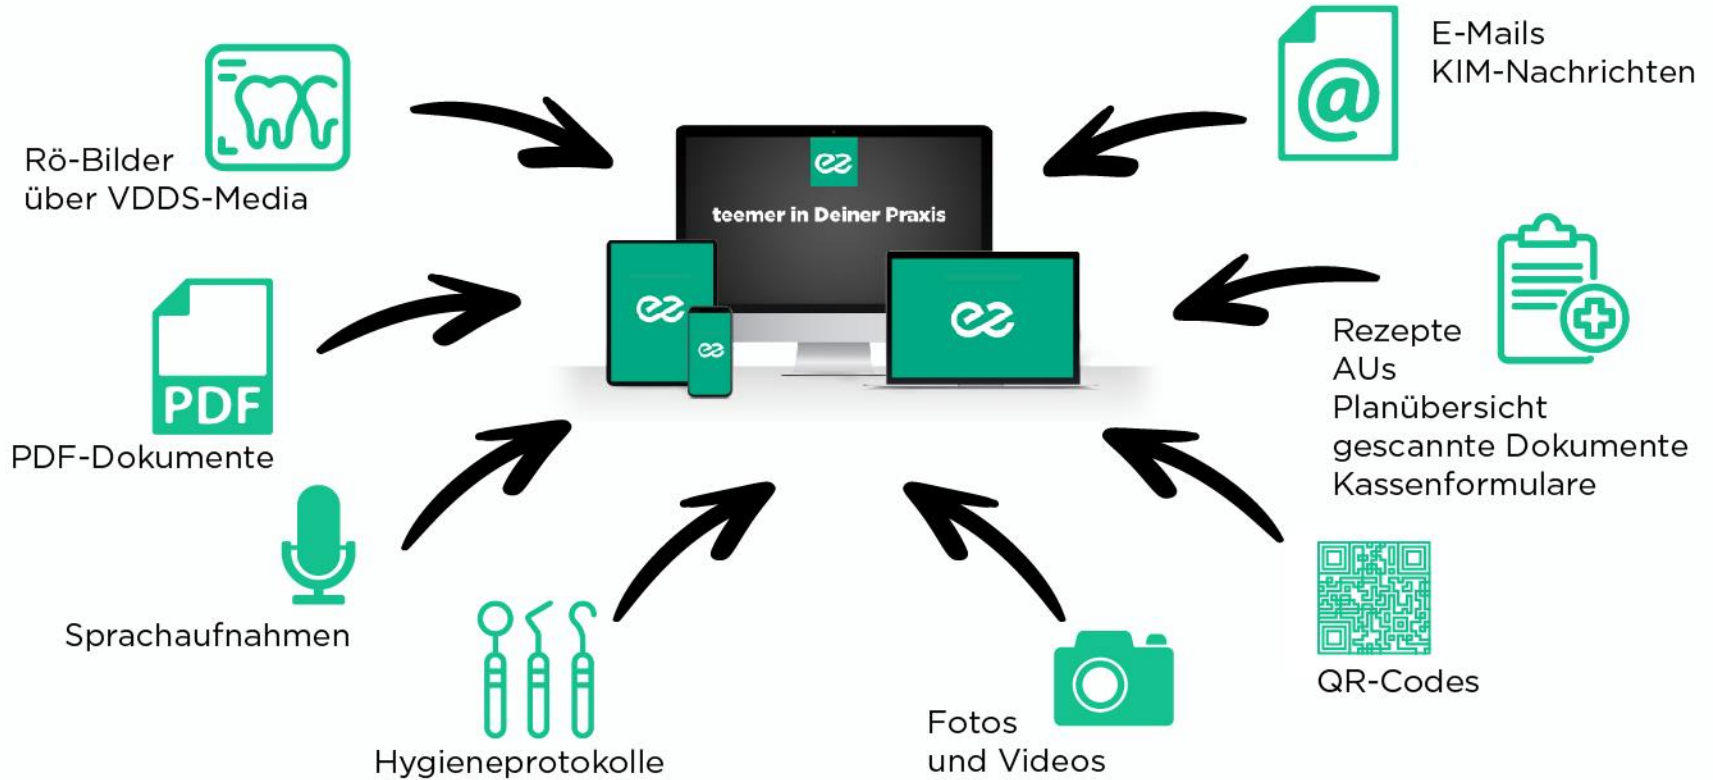 E-Mails
KIM-Nachrichten
Rö-Bilder
über VDDS-Media
teemer in Deiner Praxis
PDF
PDF-Dokumente
Rezepte
AUs
Planübersicht
gescannte Dokumente
Kassenformulare
Sprachaufnahmen
QR-Codes
Hygieneprotokolle
Fotos
und Videos